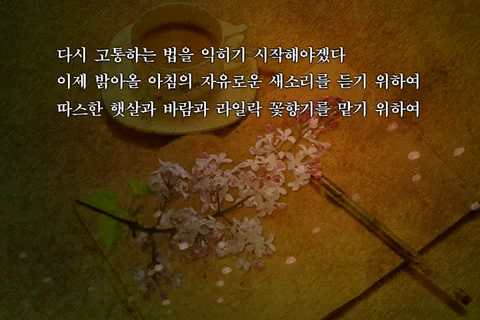 다시 고통하는 법을 익히기 시작해야겠다
이제 밝아올 아침의 자유로운 새소리를 듣기 위하여
따스한 햇살과 바람과 라일락 꽃향기를 맡기 위하여